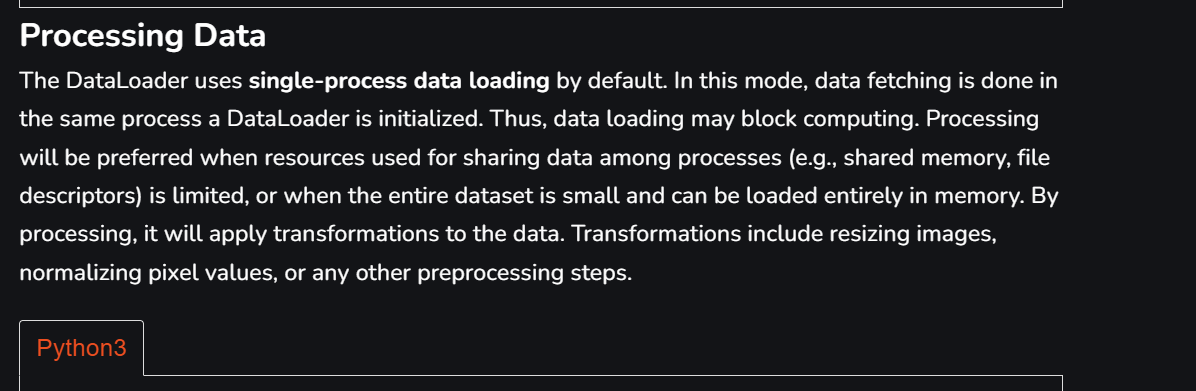 Processing Data
The DataLoader uses single-process data loading by default. In this mode, data fetching is done in
the same process a DataLoader is initialized. Thus, data loading may block computing. Processing
will be preferred when resources used for sharing data among processes (e.g., shared memory, file
descriptors) is limited, or when the entire dataset is small and can be loaded entirely in memory. By
processing, it will apply transformations to the data. Transformations include resizing images,
normalizing pixel values, or any other preprocessing steps.
Python3